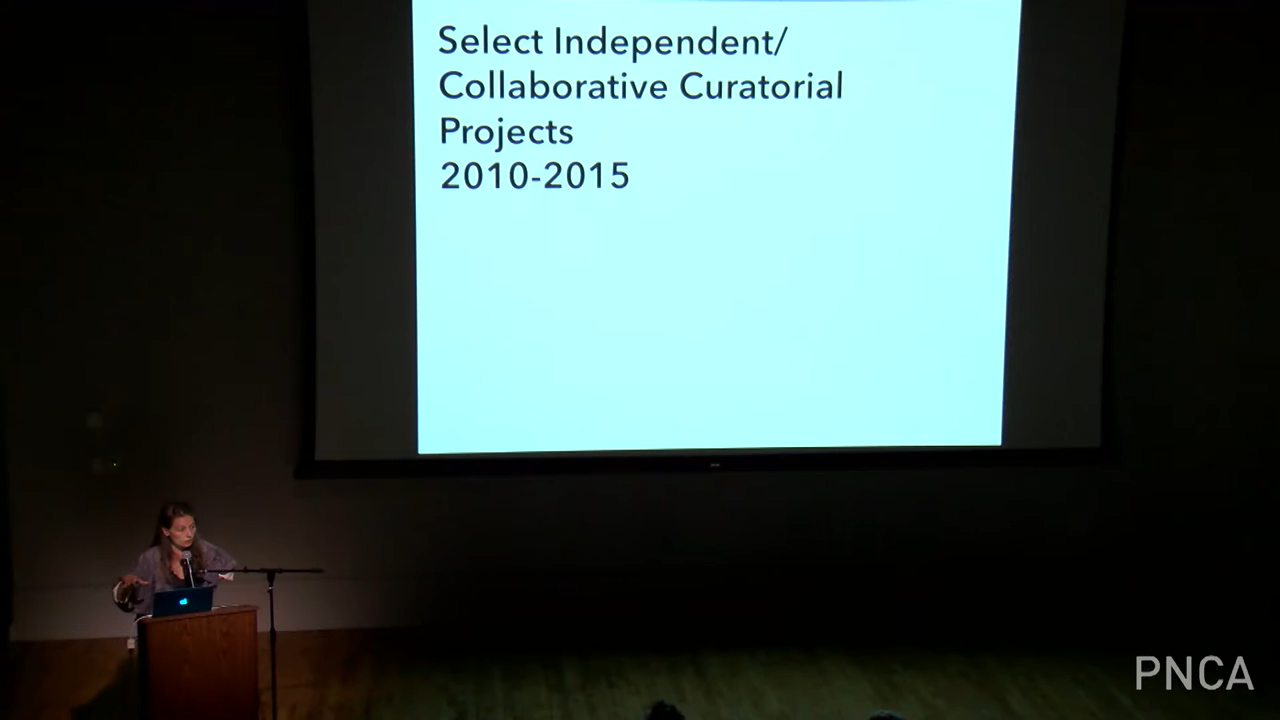 Select Independent/
Collaborative Curatorial
Projects
2010-2015
PNCA